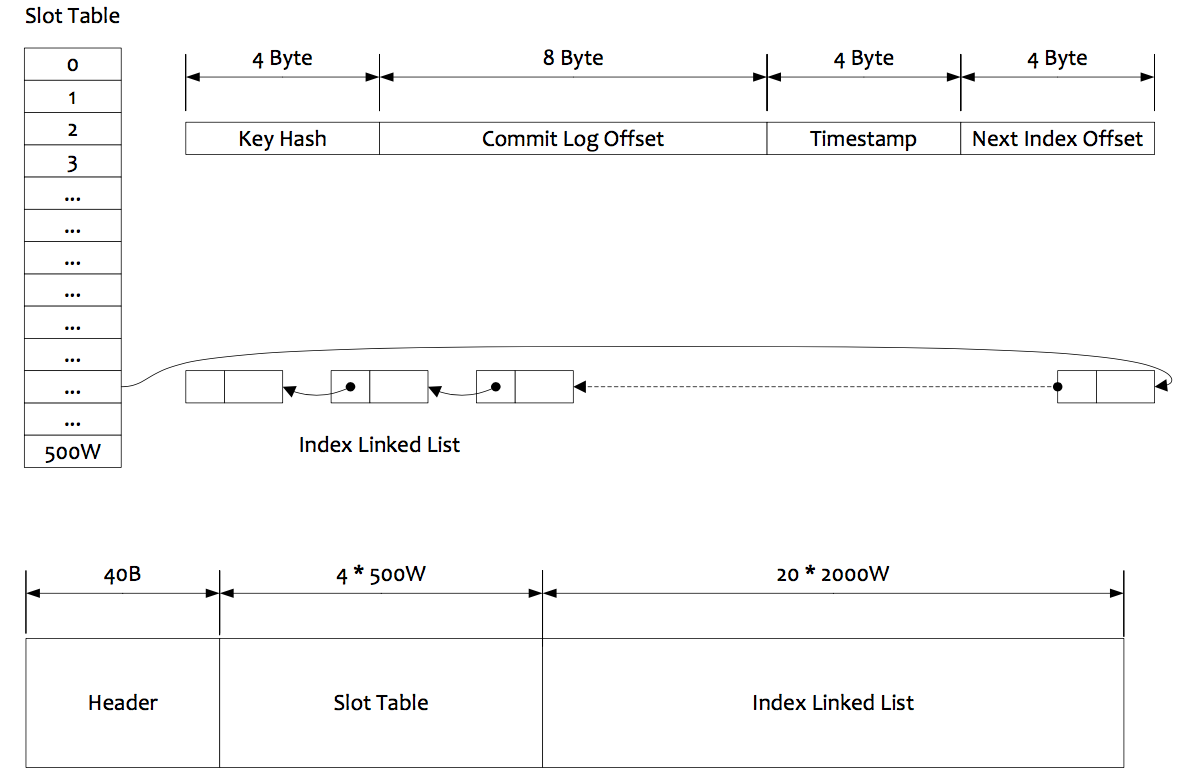 Slot Table
0
1
2
3
...
...
...
...
...
...
...
...
500W
4 Byte
8 Byte
4 Byte
4 Byte
Key Hash
Commit Log Offset
Timestamp
Next Index Offset
Index Linked List
40B
4 * 500W
20 * 2000W
Header
Slot Table
Index Linked List